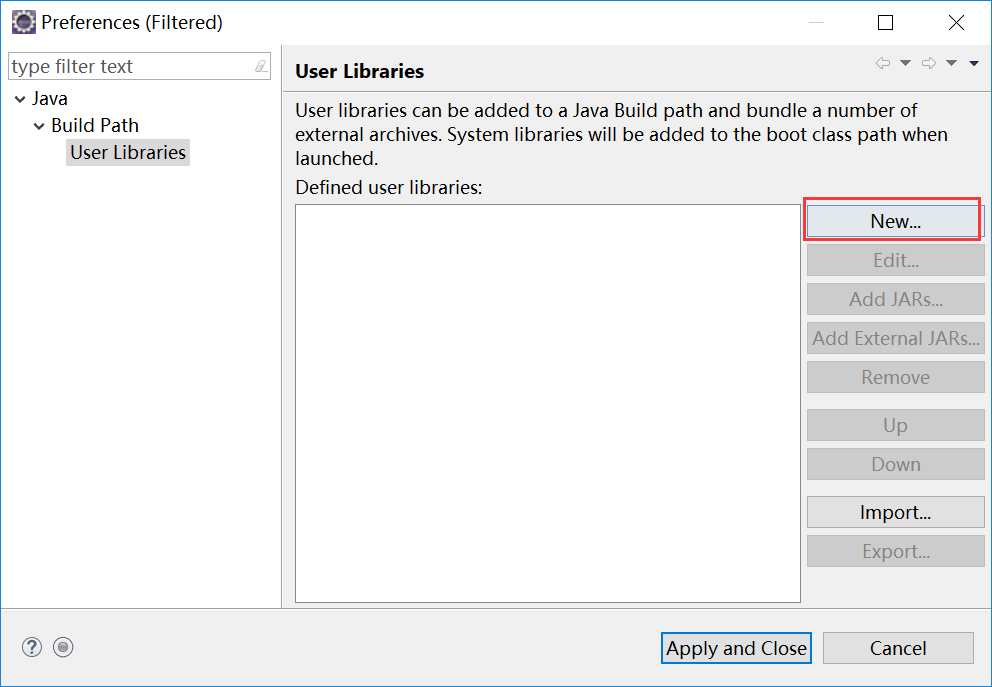 Preferences (Filtered)
type filter text
Java
Build Path
User Libraries
User Libraries
User libraries can be added to a Java Build path and bundle a number of
external archives. System libraries will be added to the boot class path when
launched.
Defined user libraries:
New...
Edit...
Add JARs...
Add External JARs...
Remove
Up
Down
Import...
Export...
?
Apply and Close
Cancel